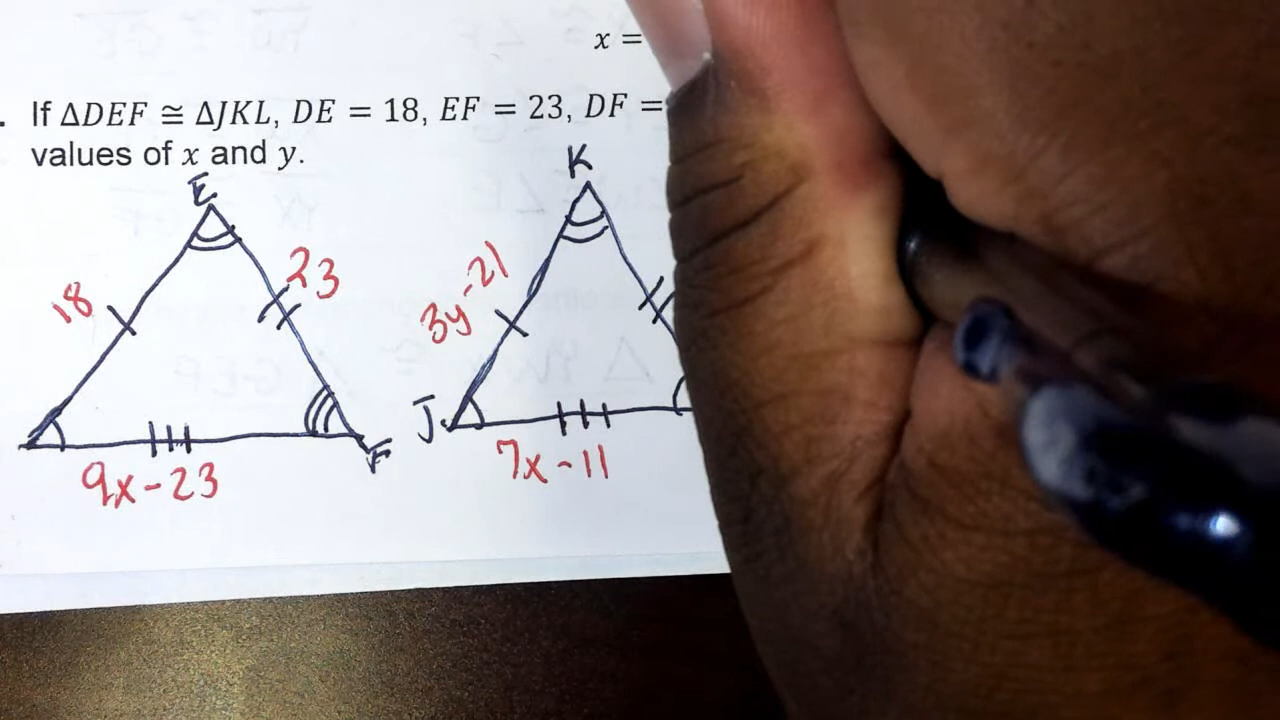 x =
. If ΔDEF ≅ ΔJKL, DE = 18, EF = 23, DF =
values of x and y.
E
K
18
23
3y - 21
J
F
9x - 23
7x - 11